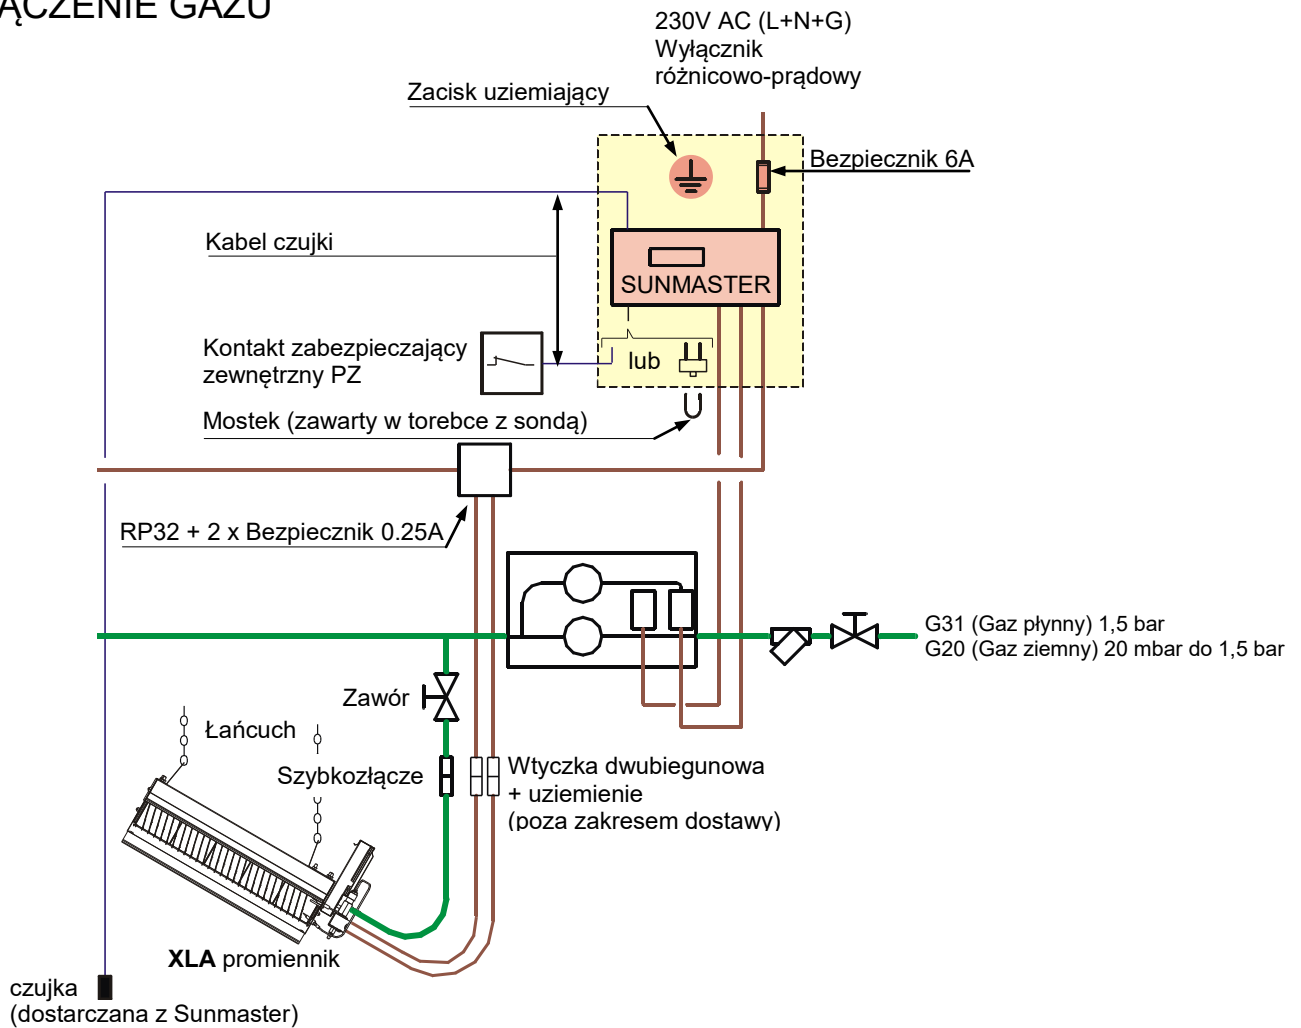 ĄCZENIE GAZU
230V AC (L+N+G)
Wyłącznik
różnicowo-prądowy
Zacisk uziemiający
Bezpiecznik 6A
Kabel czujki
SUNMASTER
Kontakt zabezpieczający
zewnętrzny PZ
lub
Mostek (zawarty w torebce z sondą)
RP32 + 2 x Bezpiecznik 0.25A
G31 (Gaz płynny) 1,5 bar
G20 (Gaz ziemny) 20 mbar do 1,5 bar
Zawór
Łańcuch
Szybkozłącze
Wtyczka dwubiegunowa
+ uziemienie
(poza zakresem dostawy)
XLA promiennik
czujka
(dostarczana z Sunmaster)